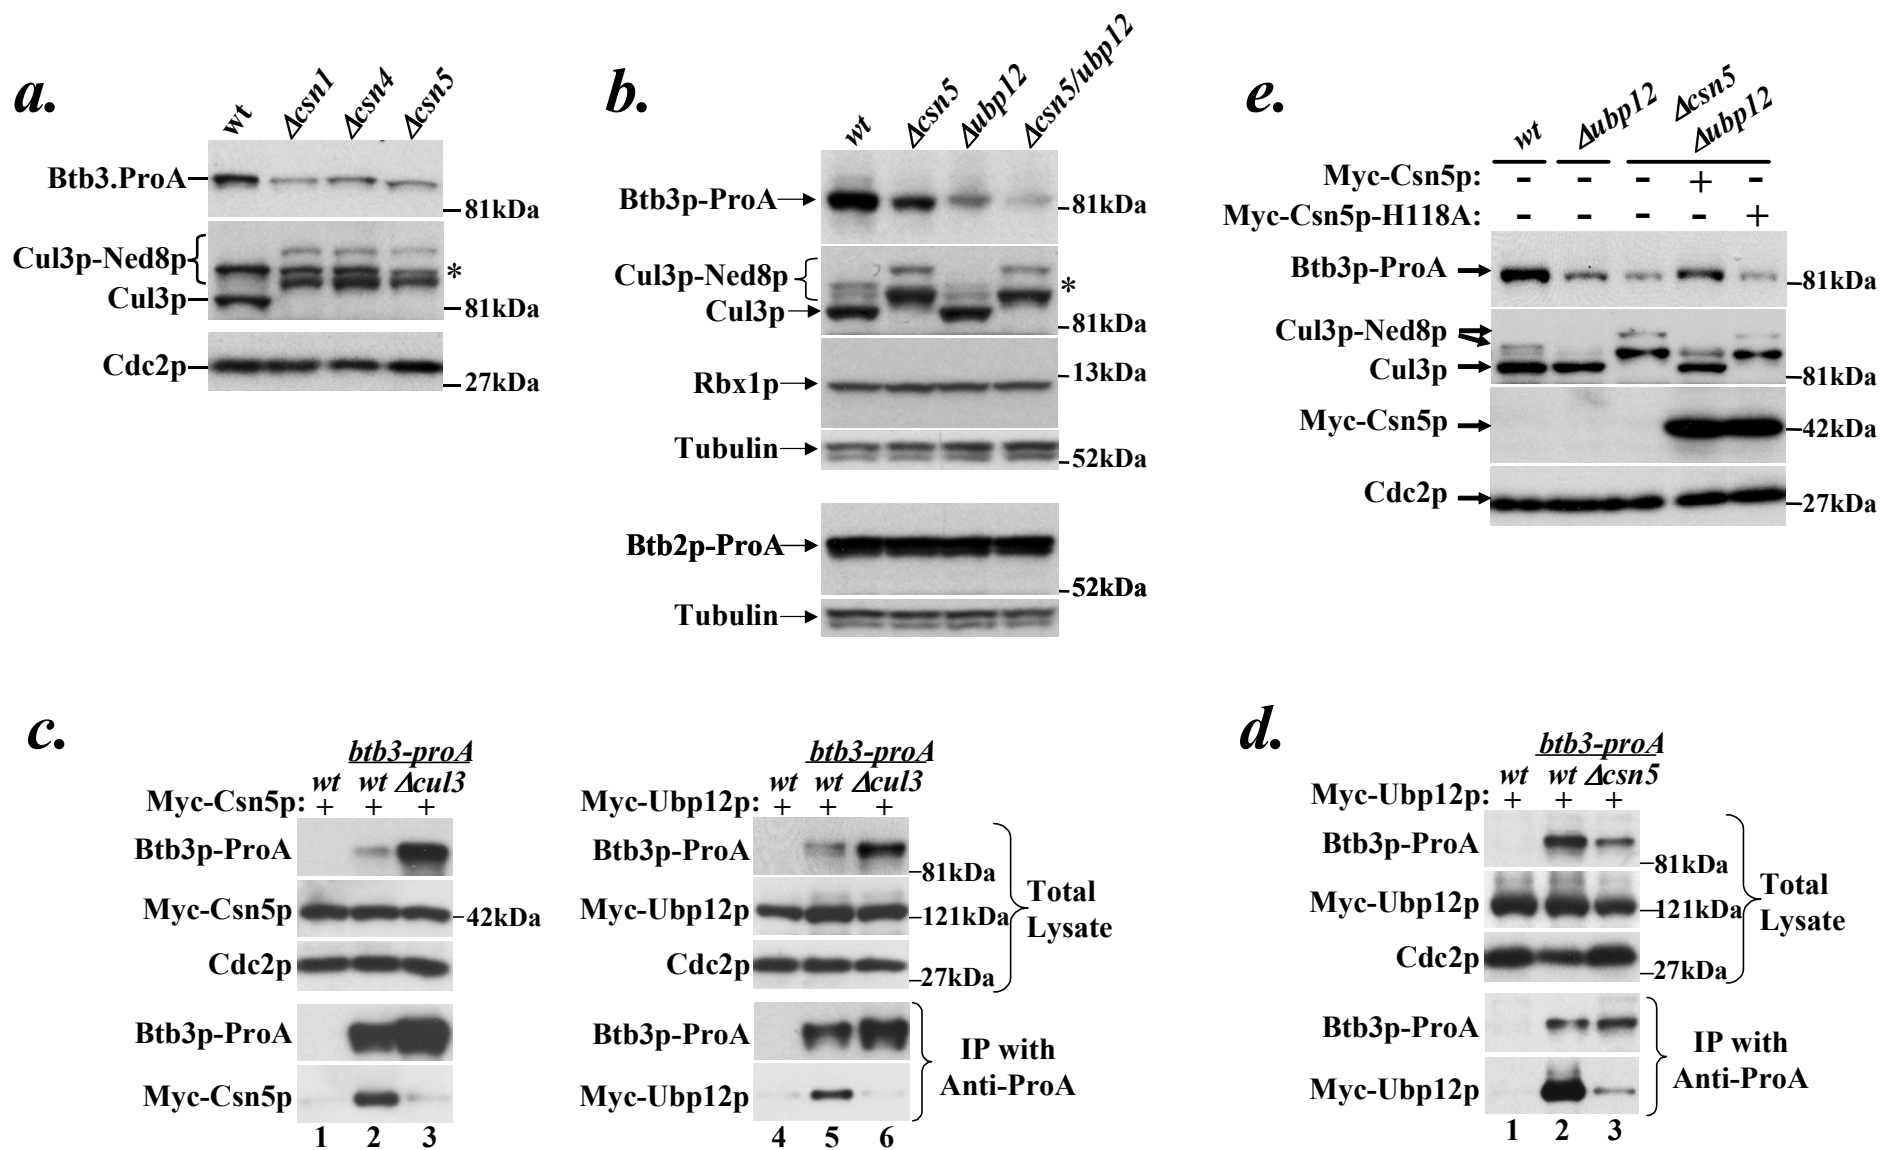 a.
wt Δcsn1 Δcsn4 Δcsn5
Btb3.ProA
81kDa
Cul3p-Ned8p
*
Cul3p
81kDa
Cdc2p
27kDa
b.
wt Δcsn5 Δubp12 Δcsn5/ubp12
Btb3p-ProA
81kDa
Cul3p-Ned8p
*
Cul3p
81kDa
Rbx1p
13kDa
Tubulin
52kDa
Btb2p-ProA
52kDa
Tubulin
e.
wt Δubp12 Δcsn5 Δubp12
Myc-Csn5p: - - - + -
Myc-Csn5p-H118A: - - - - +
Btb3p-ProA
81kDa
Cul3p-Ned8p
Cul3p
81kDa
Myc-Csn5p
42kDa
Cdc2p
27kDa
c.
btb3-proA
wt wt Δcul3
Myc-Csn5p: + + +
Btb3p-ProA
Myc-Csn5p
42kDa
Cdc2p
Btb3p-ProA
Myc-Csn5p
1 2 3
btb3-proA
wt wt Δcul3
Myc-Ubp12p: + + +
Btb3p-ProA
81kDa
Myc-Ubp12p
121kDa
Cdc2p
27kDa
Total
Lysate
Btb3p-ProA
Myc-Ubp12p
IP with
Anti-ProA
4 5 6
d.
btb3-proA
wt wt Δcsn5
Myc-Ubp12p: + + +
Btb3p-ProA
81kDa
Myc-Ubp12p
121kDa
Cdc2p
27kDa
Total
Lysate
Btb3p-ProA
Myc-Ubp12p
IP with
Anti-ProA
1 2 3